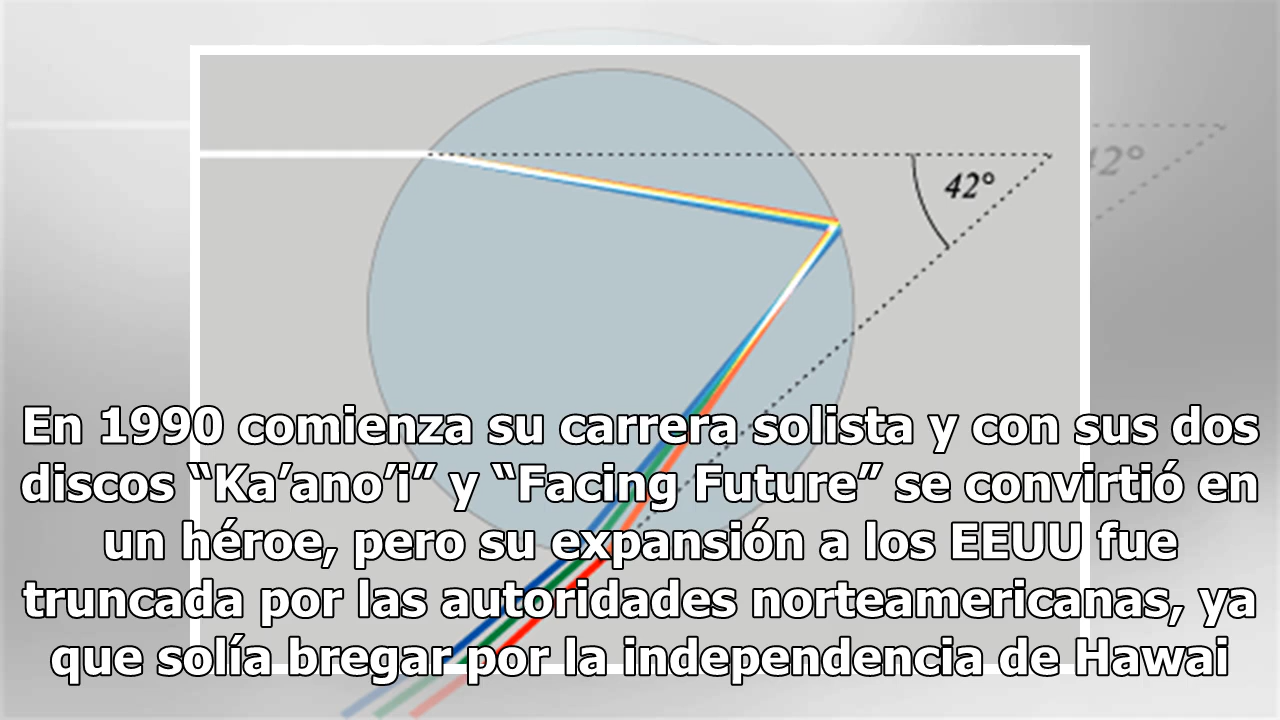 42°
42°
En 1990 comienza su carrera solista y con sus dos
discos “Ka’ano’i” y “Facing Future” se convirtió en
un héroe, pero su expansión a los EEUU fue
truncada por las autoridades norteamericanas, ya
que solía bregar por la independencia de Hawai